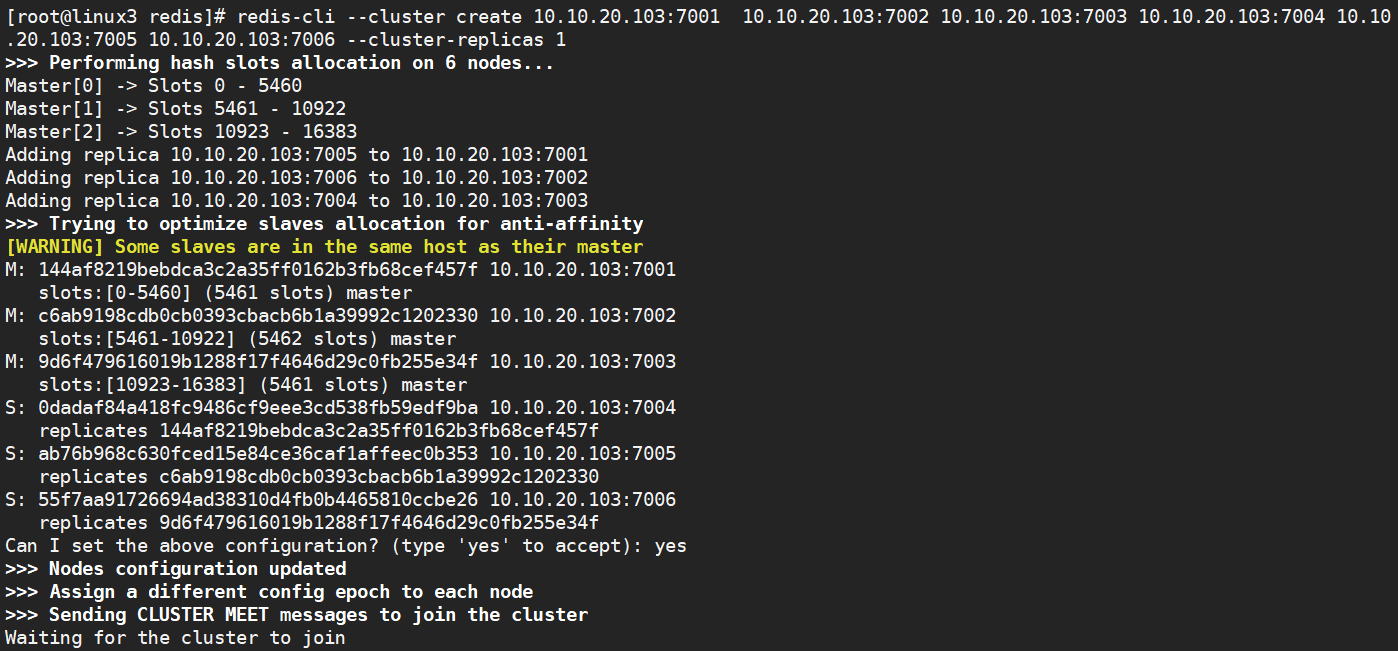 [root@linux3 redis]# redis-cli --cluster create 10.10.20.103:7001  10.10.20.103:7002 10.10.20.103:7003 10.10.20.103:7004 10.10
.20.103:7005 10.10.20.103:7006 --cluster-replicas 1
>>> Performing hash slots allocation on 6 nodes...
Master[0] -> Slots 0 - 5460
Master[1] -> Slots 5461 - 10922
Master[2] -> Slots 10923 - 16383
Adding replica 10.10.20.103:7005 to 10.10.20.103:7001
Adding replica 10.10.20.103:7006 to 10.10.20.103:7002
Adding replica 10.10.20.103:7004 to 10.10.20.103:7003
>>> Trying to optimize slaves allocation for anti-affinity
[WARNING] Some slaves are in the same host as their master
M: 144af8219bebdca3c2a35ff0162b3fb68cef457f 10.10.20.103:7001
   slots:[0-5460] (5461 slots) master
M: c6ab9198cdb0cb0393cbacb6b1a39992c1202330 10.10.20.103:7002
   slots:[5461-10922] (5462 slots) master
M: 9d6f479616019b1288f17f4646d29c0fb255e34f 10.10.20.103:7003
   slots:[10923-16383] (5461 slots) master
S: 0dadaf84a418fc9486cf9eee3cd538fb59edf9ba 10.10.20.103:7004
   replicates 144af8219bebdca3c2a35ff0162b3fb68cef457f
S: ab76b968c630fced15e84ce36caf1affeec0b353 10.10.20.103:7005
   replicates c6ab9198cdb0cb0393cbacb6b1a39992c1202330
S: 55f7aa91726694ad38310d4fb0b4465810ccbe26 10.10.20.103:7006
   replicates 9d6f479616019b1288f17f4646d29c0fb255e34f
Can I set the above configuration? (type 'yes' to accept): yes
>>> Nodes configuration updated
>>> Assign a different config epoch to each node
>>> Sending CLUSTER MEET messages to join the cluster
Waiting for the cluster to join